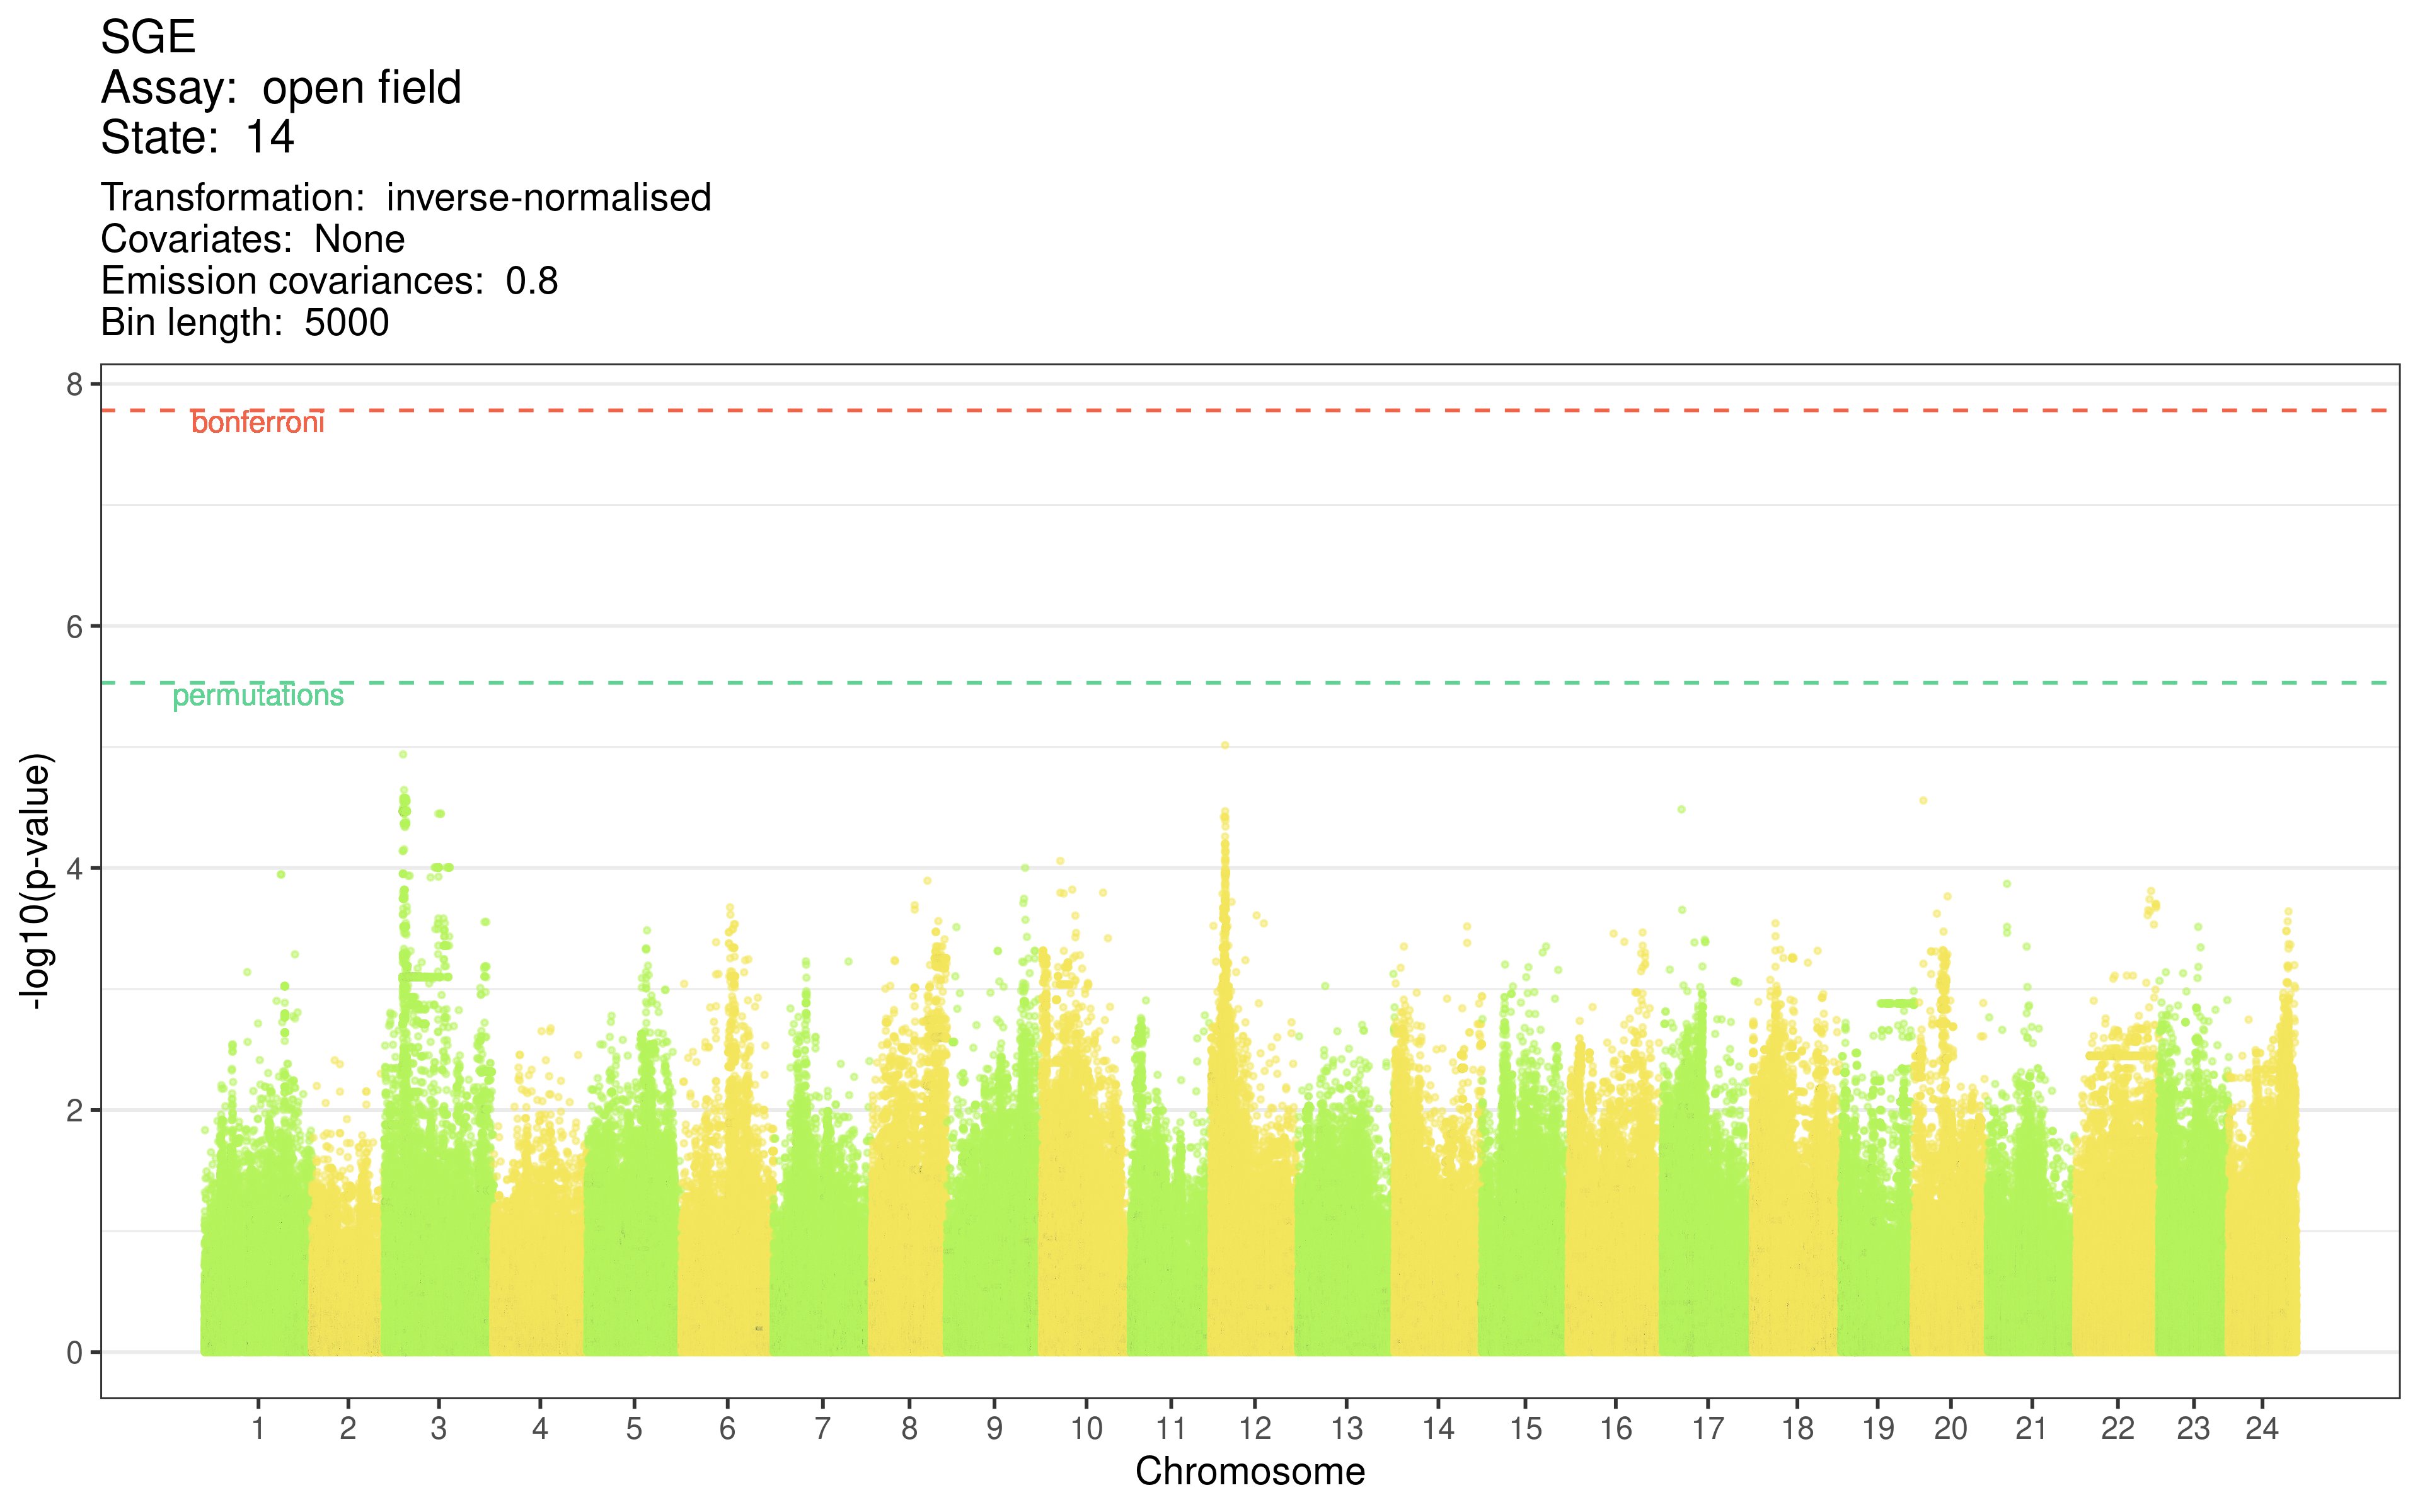 SGE
Assay: open field
State: 14
Transformation: inverse-normalised
Covariates: None
Emission covariances: 0.8
Bin length: 5000
8
bonferroni
6
permutations
4
2
0
-log10(p-value)
1 2 3 4 5 6 7 8 9 10 11 12 13 14 15 16 17 18 19 20 21 22 23 24
Chromosome